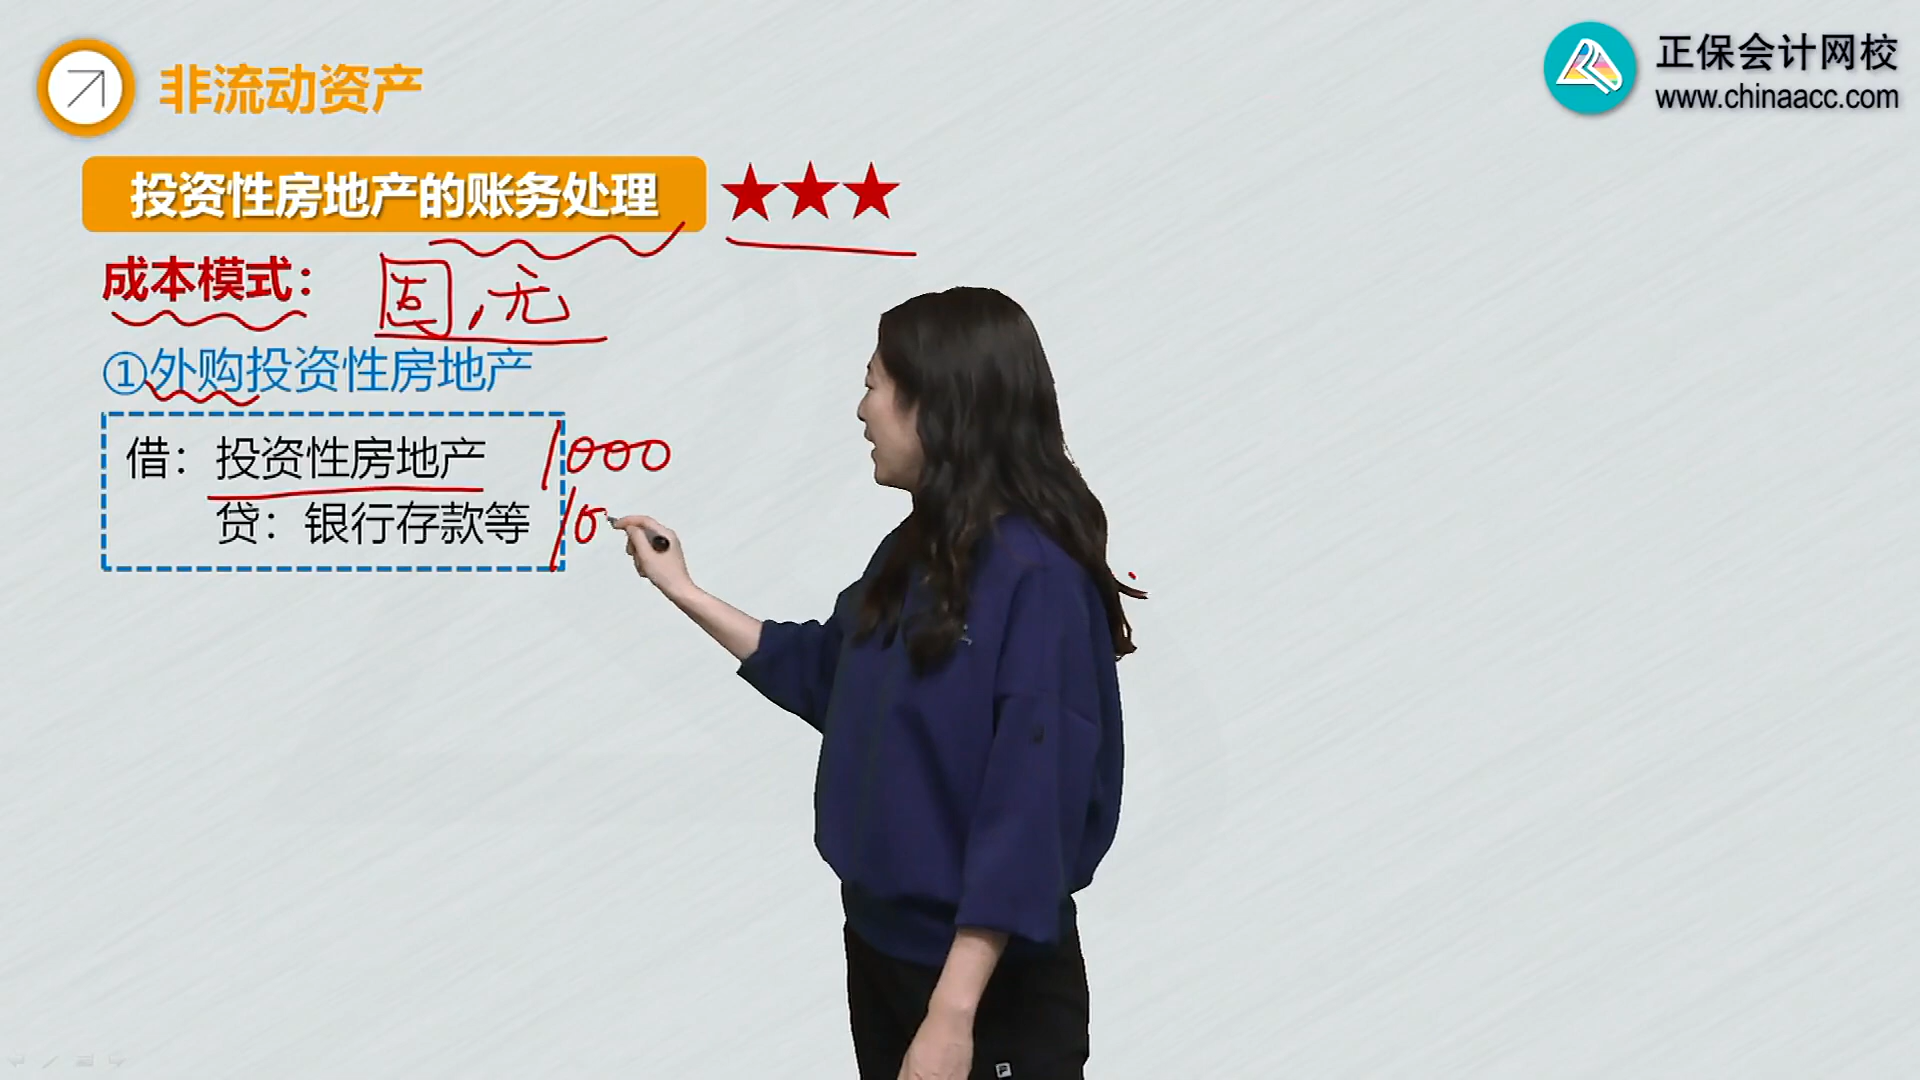 非流动资产
正保会计网校
www.chinaacc.com
投资性房地产的账务处理 ★★★
成本模式： 固，无
①外购投资性房地产
借：投资性房地产 1000
贷：银行存款等 10